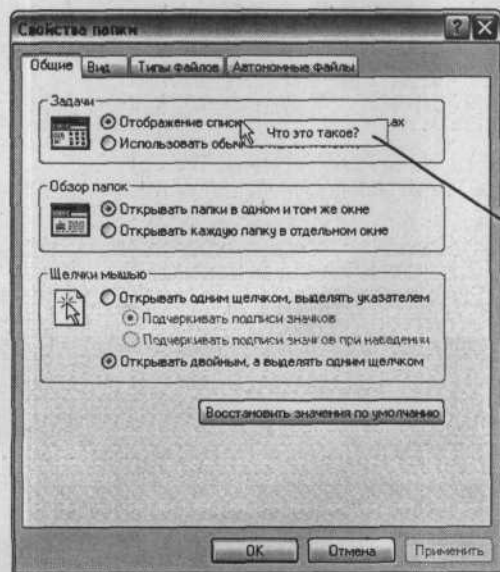 Свойства папки
Общие Вид Типы файлов Автономные файлы
Задачи
Отображение списк ах
Что это такое?
Использовать обычн
Обзор папок
Открывать папки в одном и том же окне
Открывать каждую папку в отдельном окне
Щелчки мышью
Открывать одним щелчком, выделять указателем
Подчеркивать подписи значков
Подчеркивать подписи значков при наведении
Открывать двойным, а выделять одним щелчком
Восстановить значения по умолчанию
OK Отмена Применить